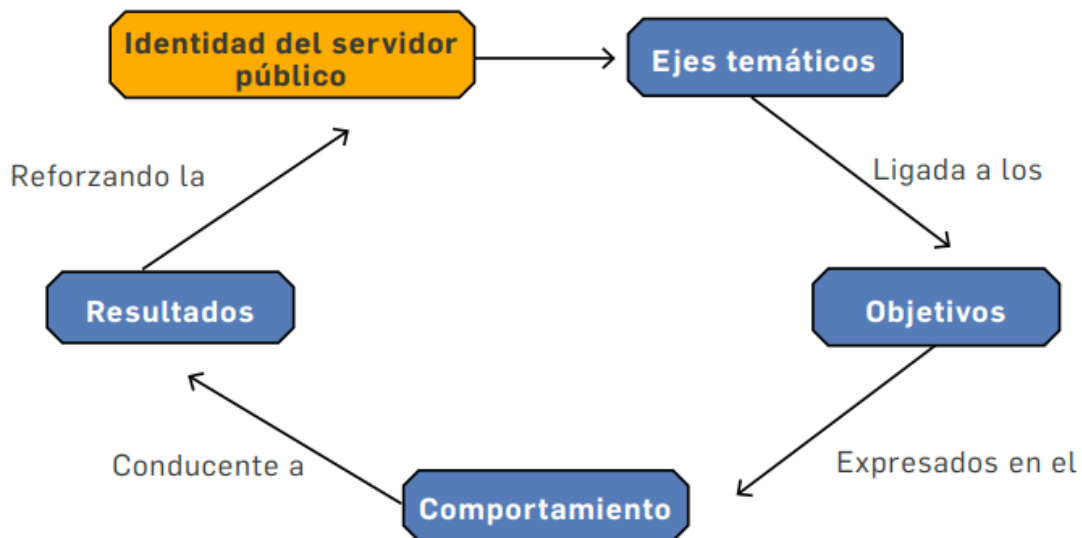 Identidad del servidor
público
Ejes temáticos
Reforzando la
Ligada a los
Resultados
Objetivos
Conducente a
Expresados en el
Comportamiento